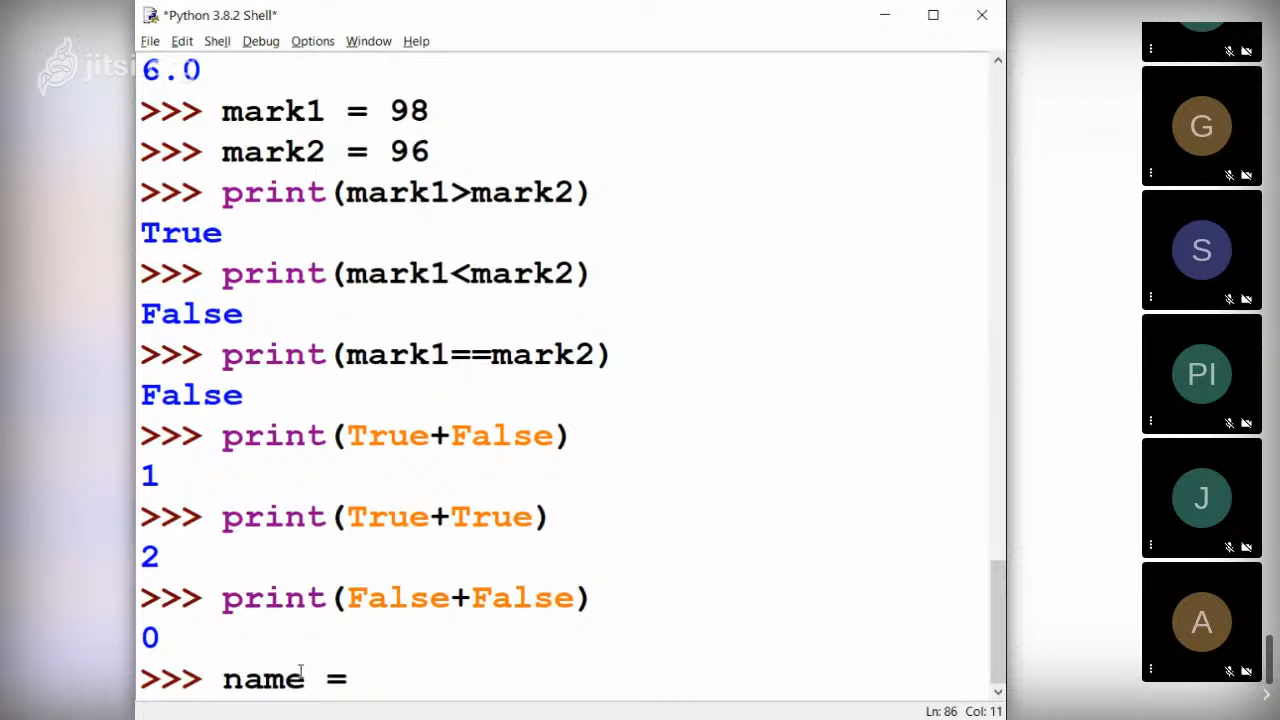 *Python 3.8.2 Shell*
File Edit Shell Debug Options Window Help
jitsi
6.0
>>> mark1 = 98
>>> mark2 = 96
>>> print(mark1>mark2)
True
>>> print(mark1<mark2)
False
>>> print(mark1==mark2)
False
>>> print(True+False)
1
>>> print(True+True)
2
>>> print(False+False)
0
>>> name =
Ln: 86 Col: 11
G
S
PI
J
A